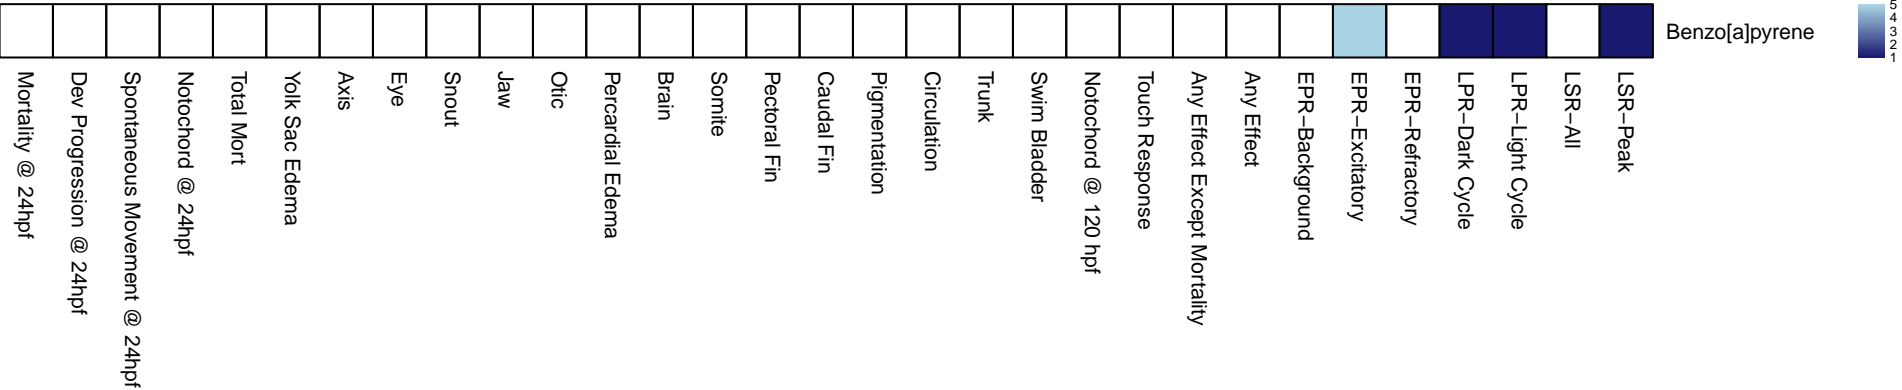 Benzo[a]pyrene
5
4
3
2
1
Mortality @ 24hpf
Dev Progression @ 24hpf
Spontaneous Movement @ 24hpf
Notochord @ 24hpf
Total Mort
Yolk Sac Edema
Axis
Eye
Snout
Jaw
Otic
Percardial Edema
Brain
Somite
Pectoral Fin
Caudal Fin
Pigmentation
Circulation
Trunk
Swim Bladder
Notochord @ 120 hpf
Touch Response
Any Effect Except Mortality
Any Effect
EPR−Background
EPR−Excitatory
EPR−Refractory
LPR−Dark Cycle
LPR−Light Cycle
LSR−All
LSR−Peak